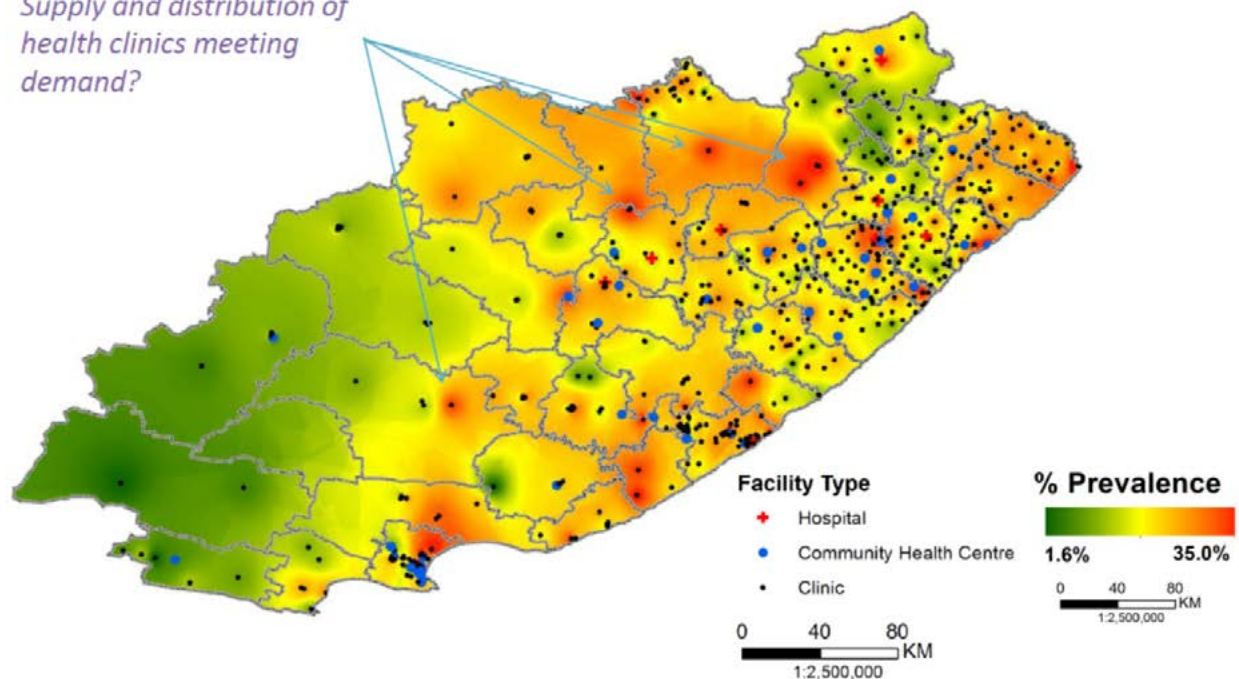 Supply and distribution of
health clinics meeting
demand?
Facility Type
Hospital
Community Health Centre
Clinic
0 40 80
KM
1:2,500,000
% Prevalence
1.6% 35.0%
0 40 80
KM
1:2,500,000